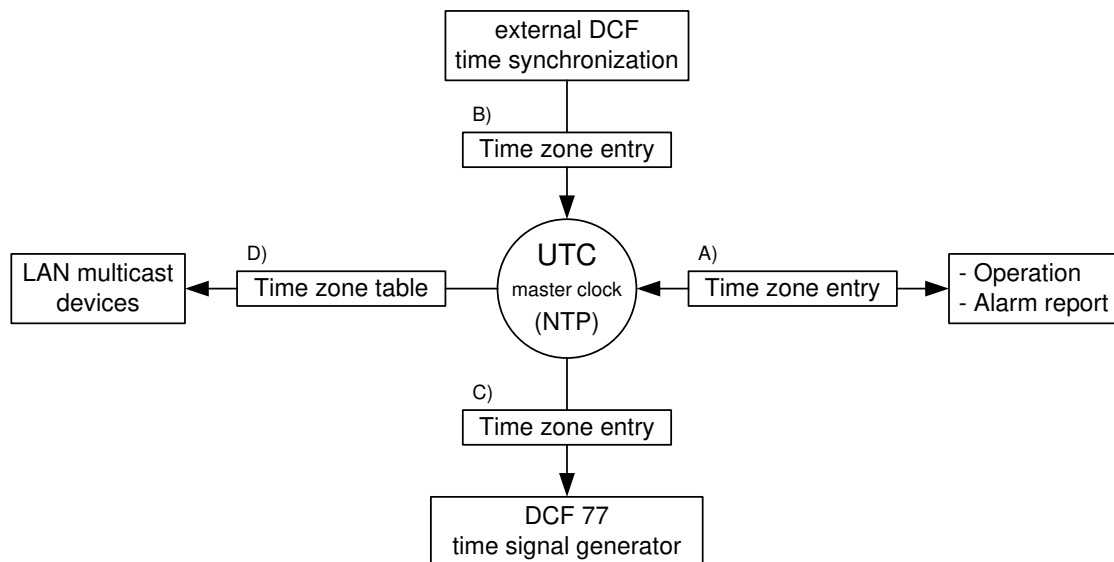 external DCF
time synchronization
B)
Time zone entry
D)
A)
LAN multicast
devices
Time zone table
UTC
master clock
(NTP)
Time zone entry
- Operation
- Alarm report
C)
Time zone entry
DCF 77
time signal generator